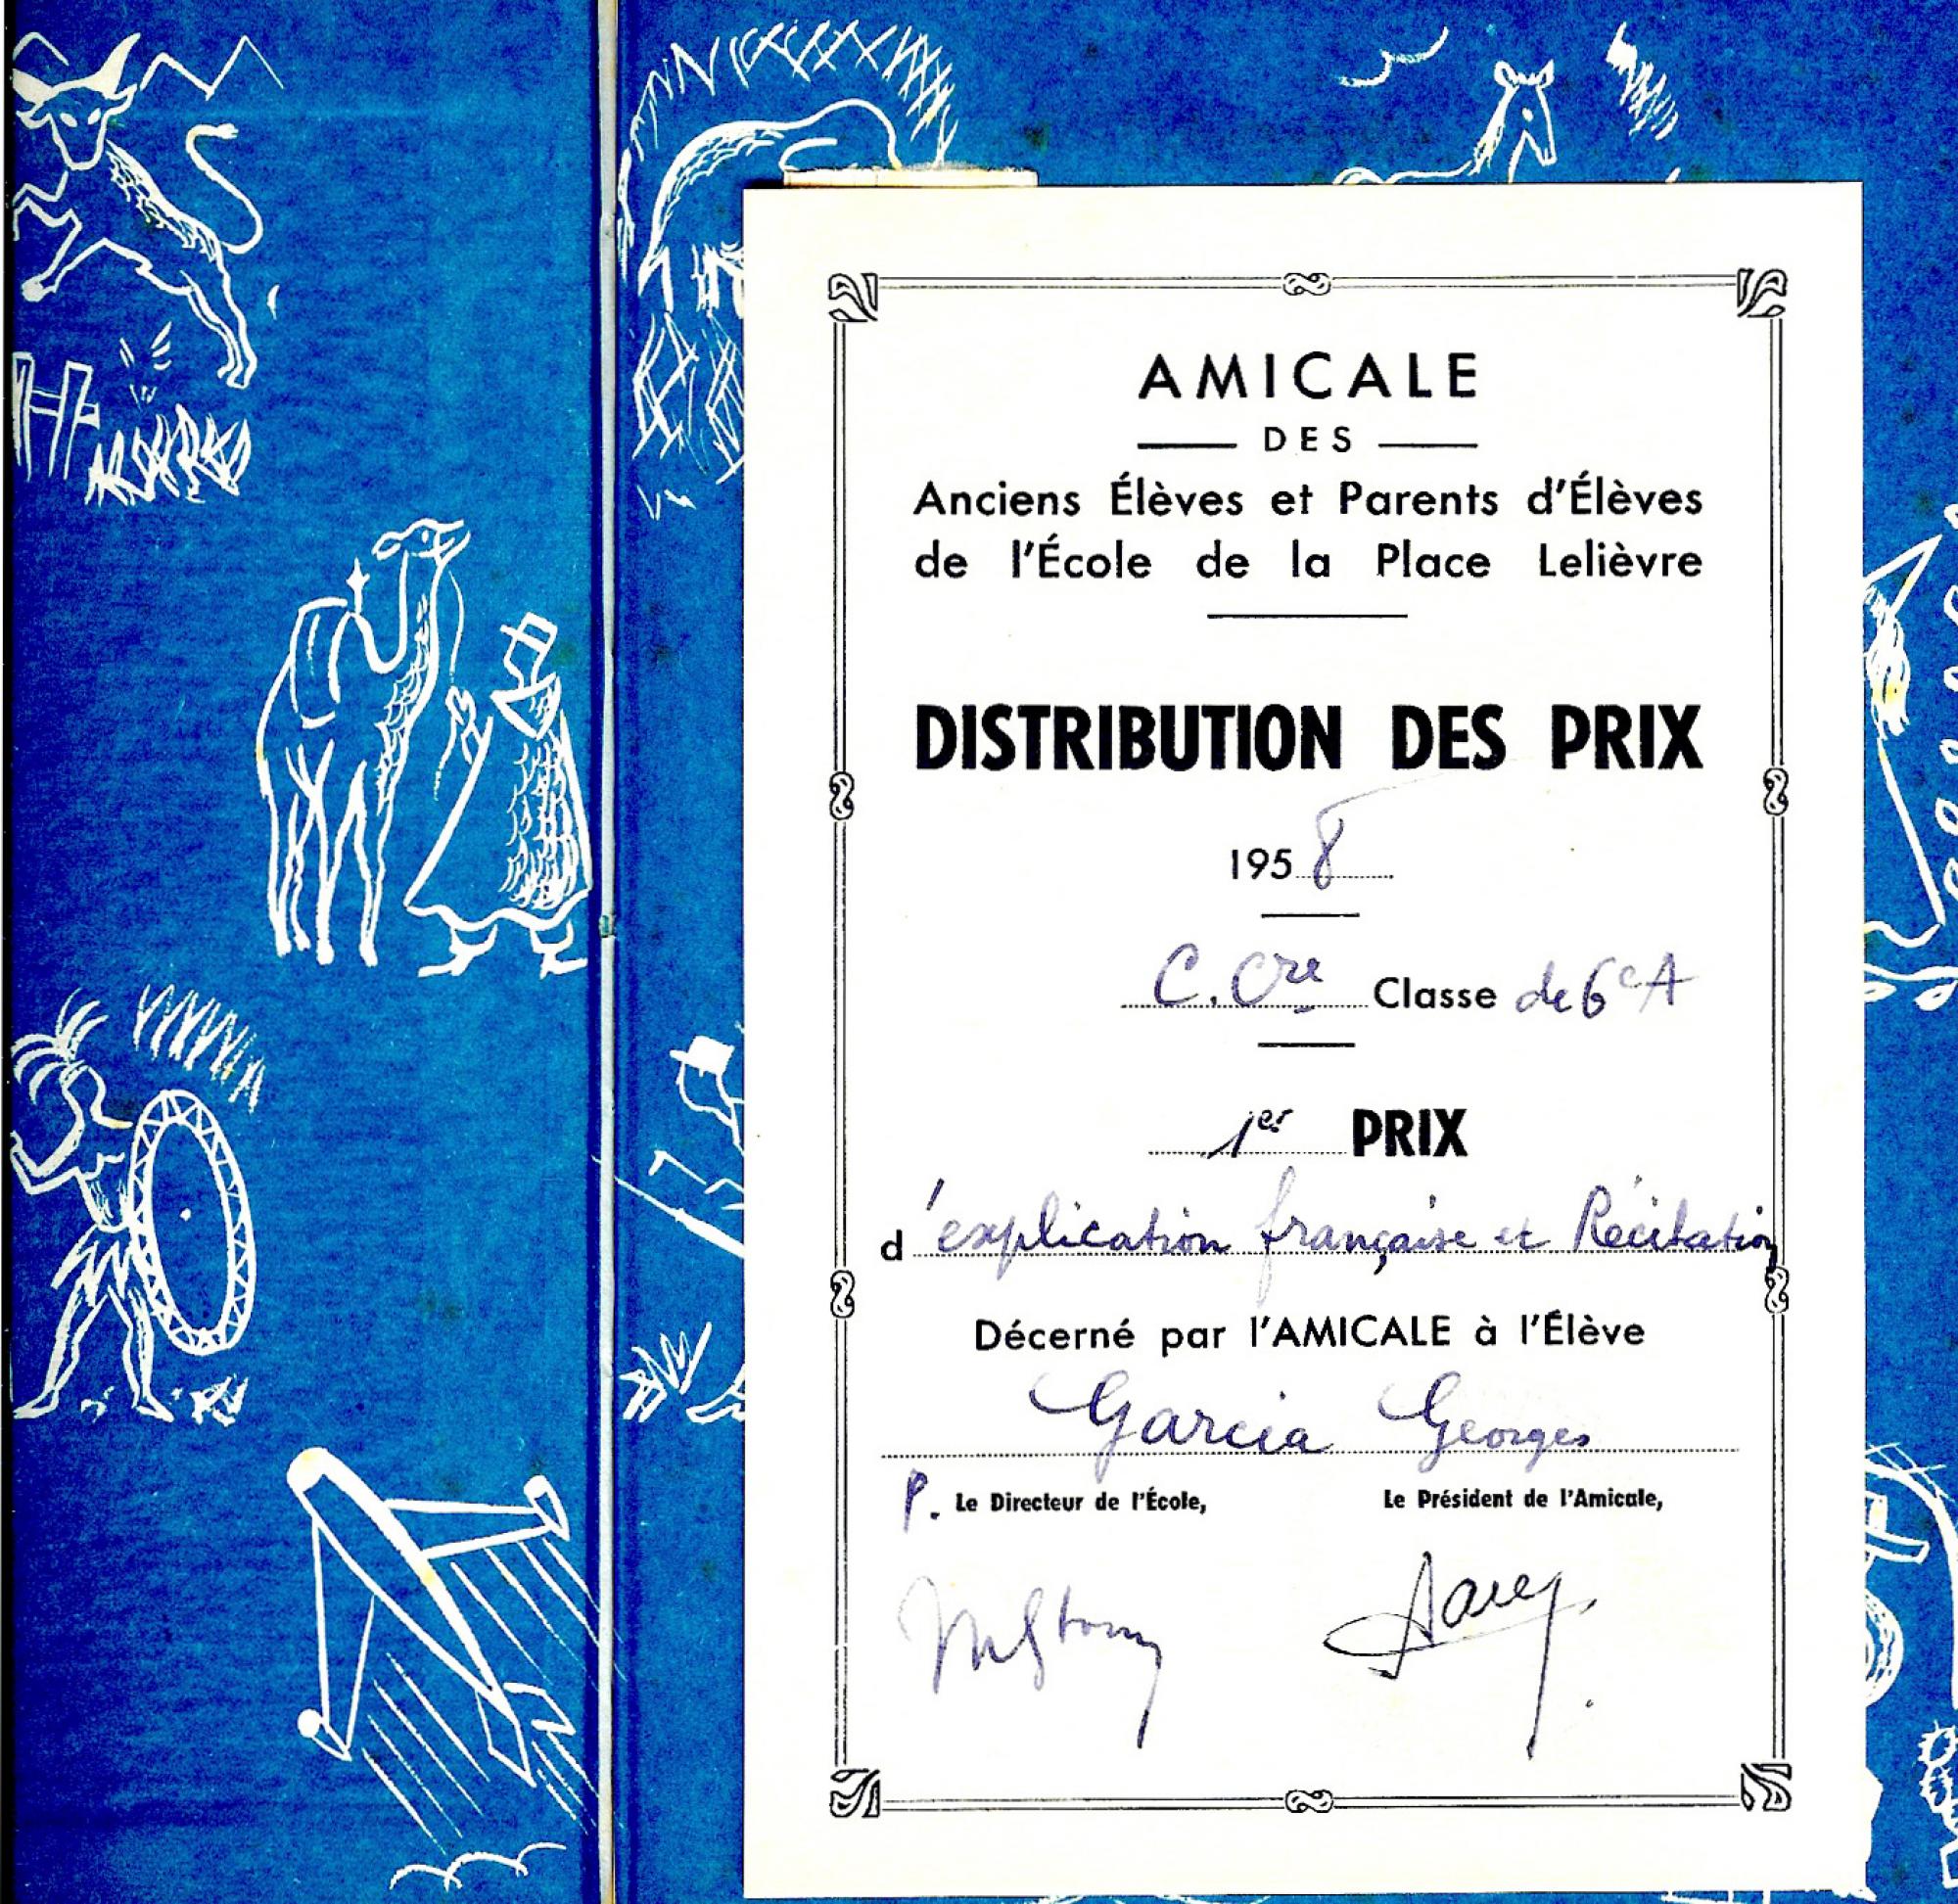 AMICALE
DES
Anciens Élèves et Parents d'Élèves
de l'École de la Place Lelièvre
DISTRIBUTION DES PRIX
1958
C. Cre Classe de 6e A
1er PRIX
d'explication française et Récitation
Décerné par l'AMICALE à l'Élève
Garcia Georges
P. Le Directeur de l'École, Le Président de l'Amicale,